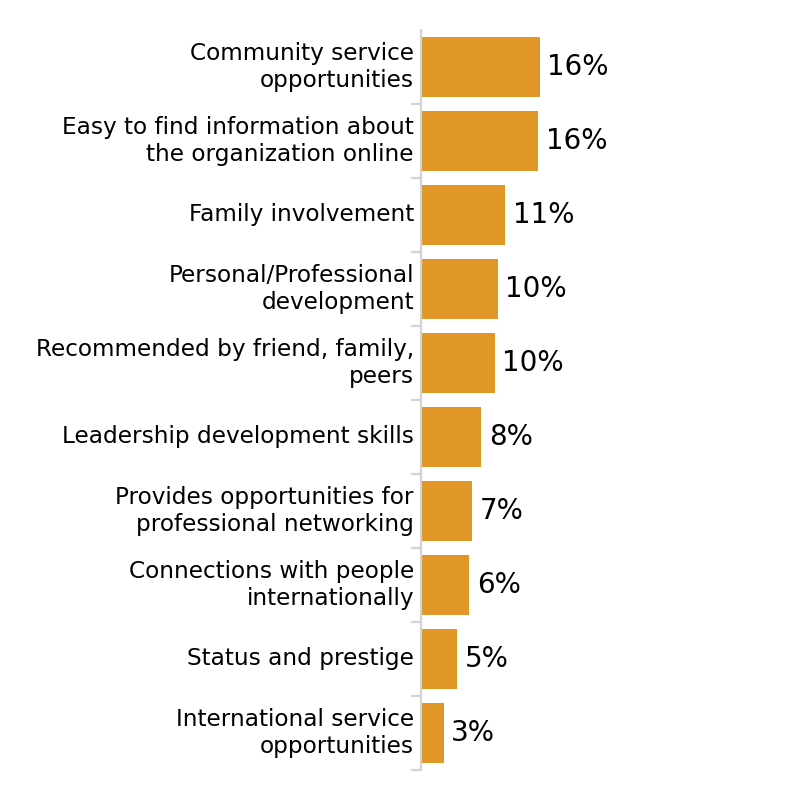 Community service
opportunities
16%
Easy to find information about
the organization online
16%
Family involvement
11%
Personal/Professional
development
10%
Recommended by friend, family,
peers
10%
Leadership development skills
8%
Provides opportunities for
professional networking
7%
Connections with people
internationally
6%
Status and prestige
5%
International service
opportunities
3%